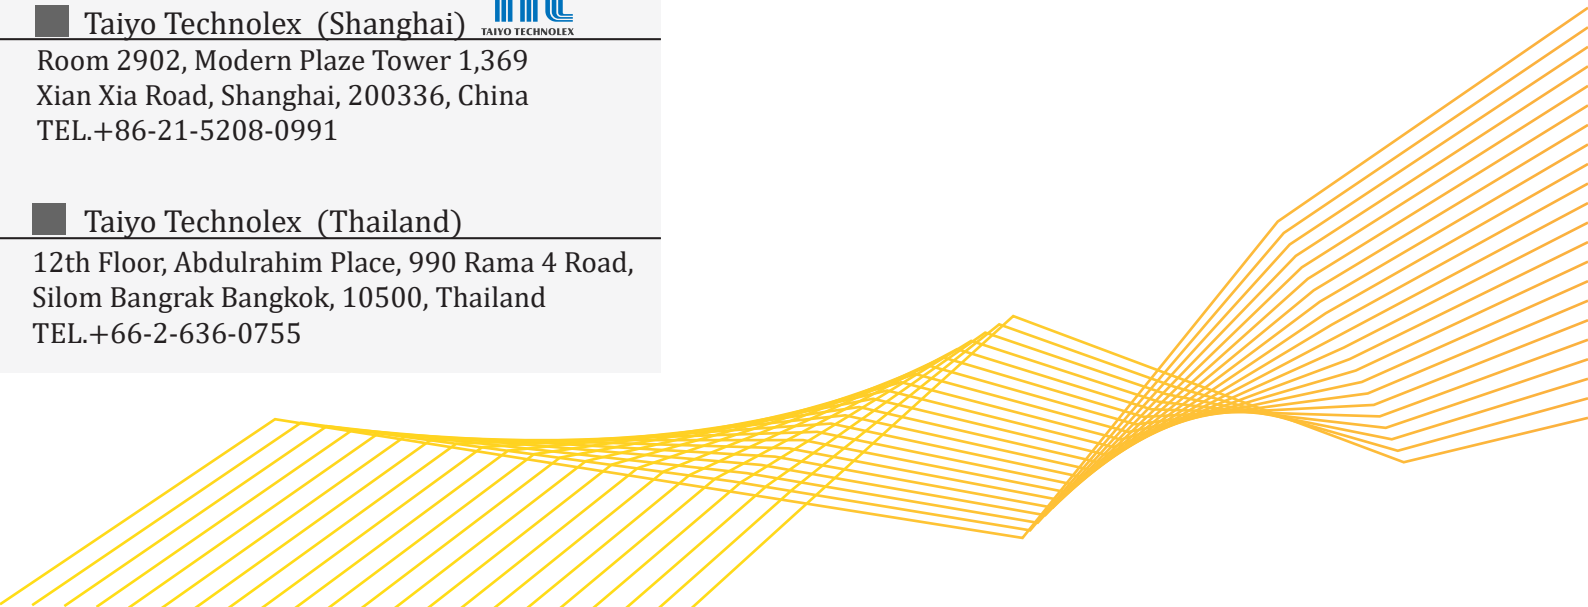 Taiyo Technolex (Shanghai) TAIYO TECHNOLEX
Room 2902, Modern Plaze Tower 1,369
Xian Xia Road, Shanghai, 200336, China
TEL.+86-21-5208-0991
Taiyo Technolex (Thailand)
12th Floor, Abdulrahim Place, 990 Rama 4 Road,
Silom Bangrak Bangkok, 10500, Thailand
TEL.+66-2-636-0755